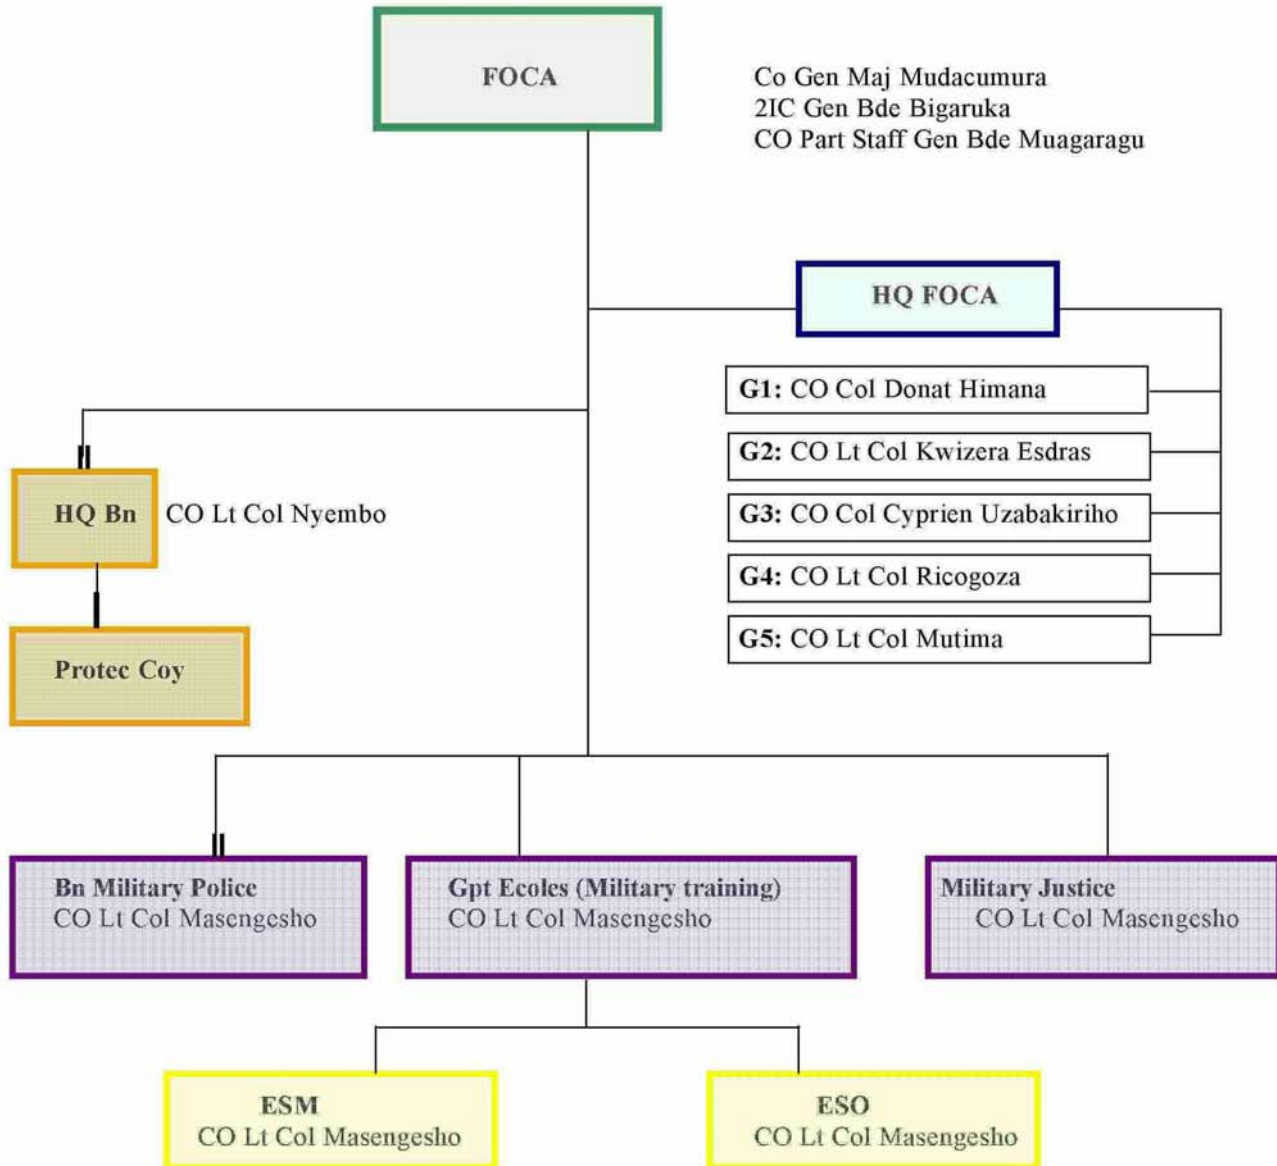 FOCA
Co Gen Maj Mudacumura
2IC Gen Bde Bigaruka
CO Part Staff Gen Bde Muagaragu
HQ FOCA
G1: CO Col Donat Himana
G2: CO Lt Col Kwizera Esdras
G3: CO Col Cyprien Uzabakiriho
G4: CO Lt Col Ricogoza
G5: CO Lt Col Mutima
HQ Bn
CO Lt Col Nyembo
Protec Coy
Bn Military Police
CO Lt Col Masengesho
Gpt Ecoles (Military training)
CO Lt Col Masengesho
Military Justice
CO Lt Col Masengesho
ESM
CO Lt Col Masengesho
ESO
CO Lt Col Masengesho